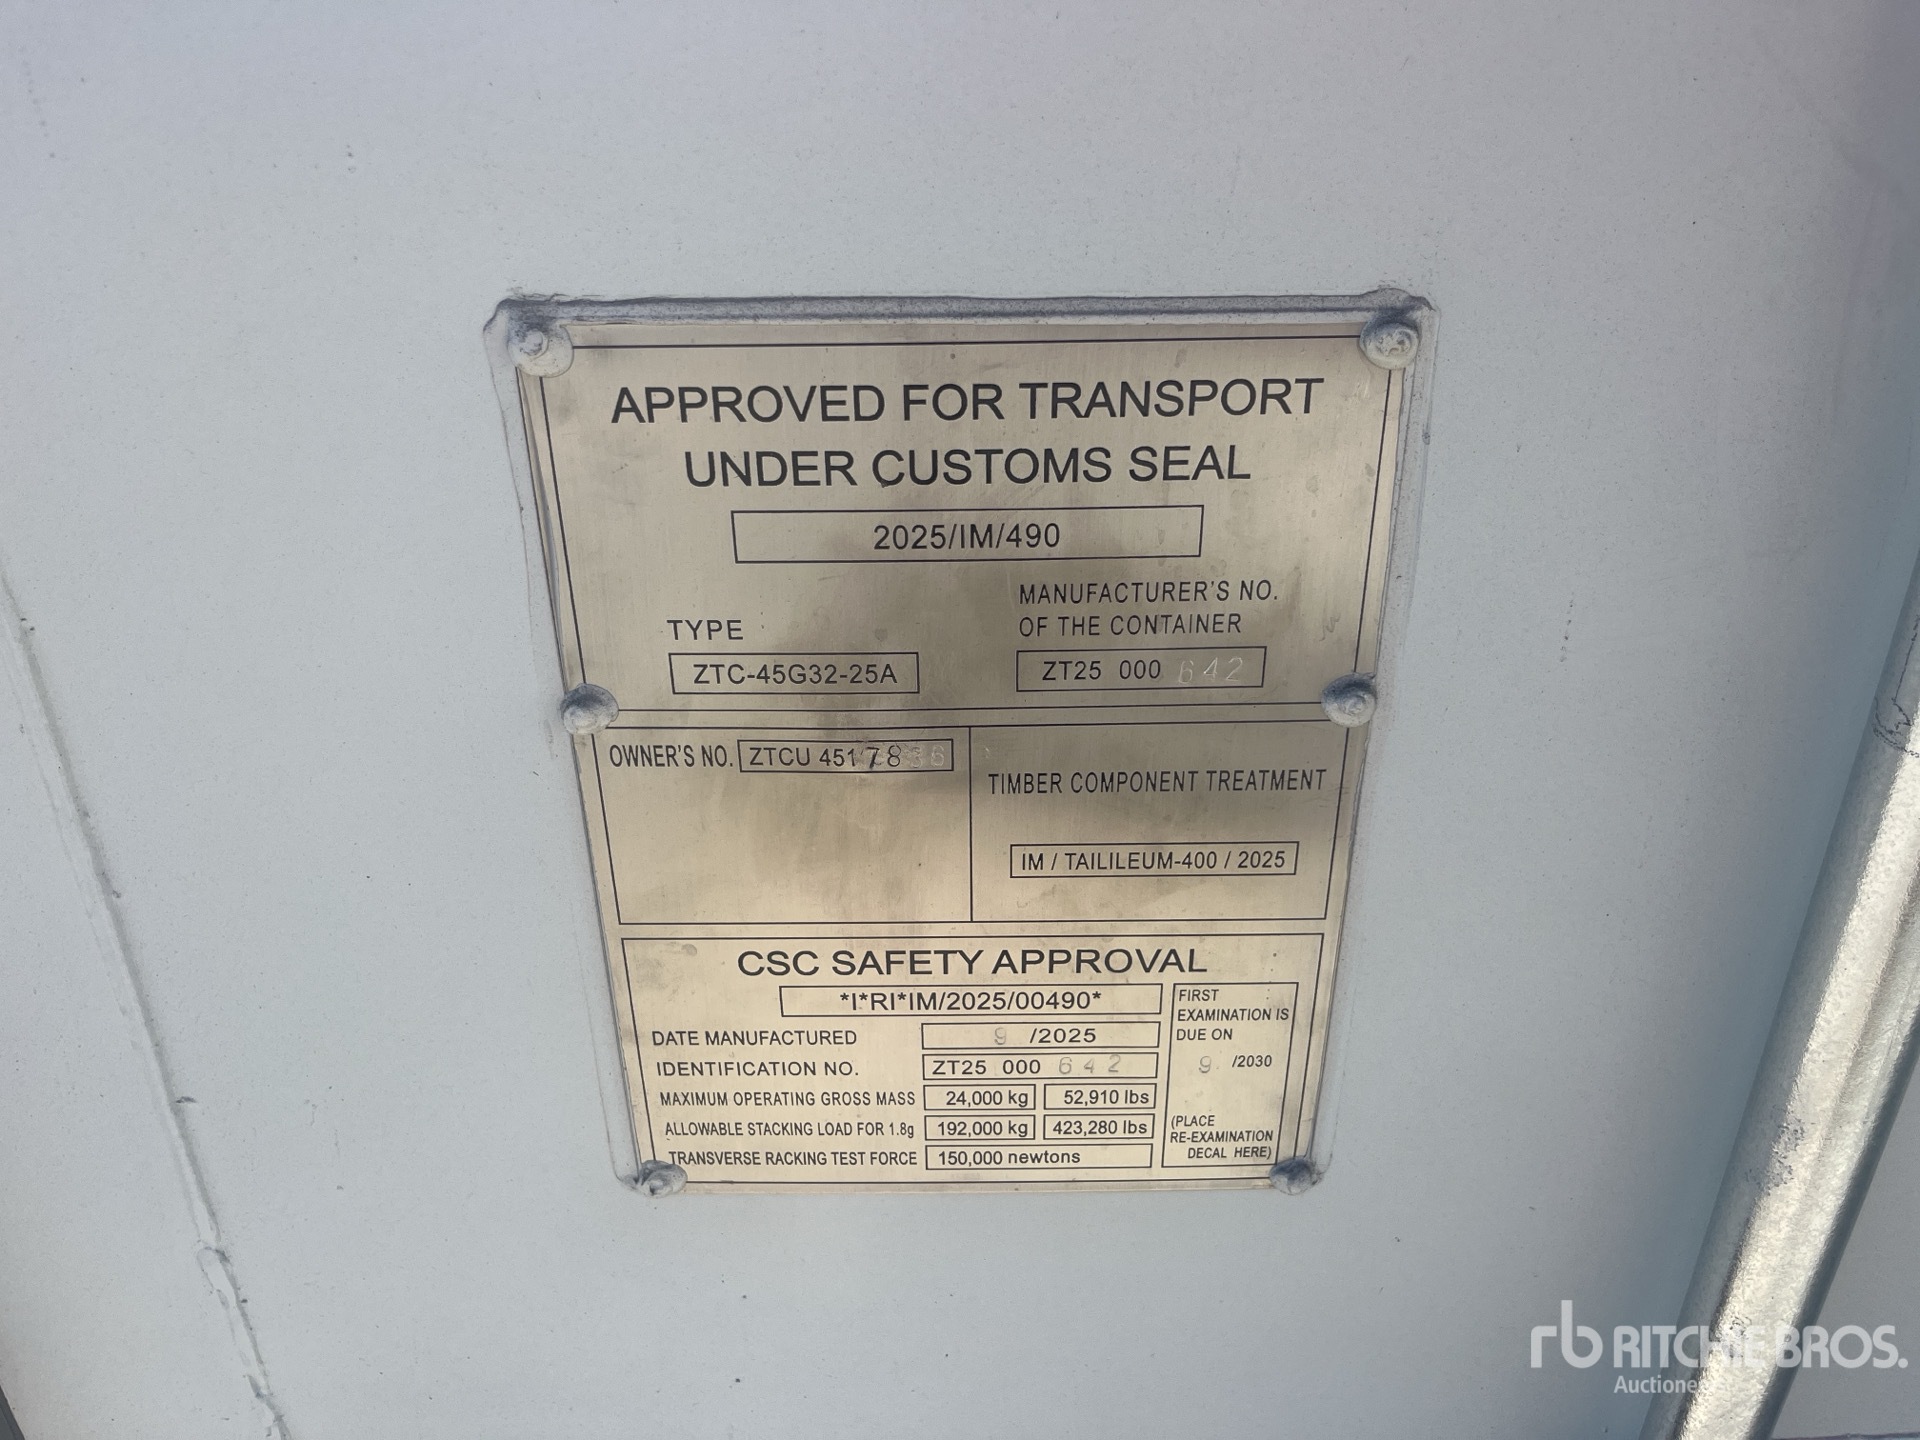 APPROVED FOR TRANSPORT
UNDER CUSTOMS SEAL
2025/IM/490
TYPE
ZTC-45G32-25A
MANUFACTURER'S NO.
OF THE CONTAINER
ZT25 000 642
OWNER'S NO. ZTCU 4517836
TIMBER COMPONENT TREATMENT
IM / TAILILEUM-400 / 2025
CSC SAFETY APPROVAL
*I*RI*IM/2025/00490*
DATE MANUFACTURED 9 /2025
IDENTIFICATION NO. ZT25 000 642
MAXIMUM OPERATING GROSS MASS 24,000 kg 52,910 lbs
ALLOWABLE STACKING LOAD FOR 1.8g 192,000 kg 423,280 lbs
TRANSVERSE RACKING TEST FORCE 150,000 newtons
FIRST
EXAMINATION IS
DUE ON
9 /2030
(PLACE
RE-EXAMINATION
DECAL HERE)
rb RITCHIE BROS.
Auctioneers